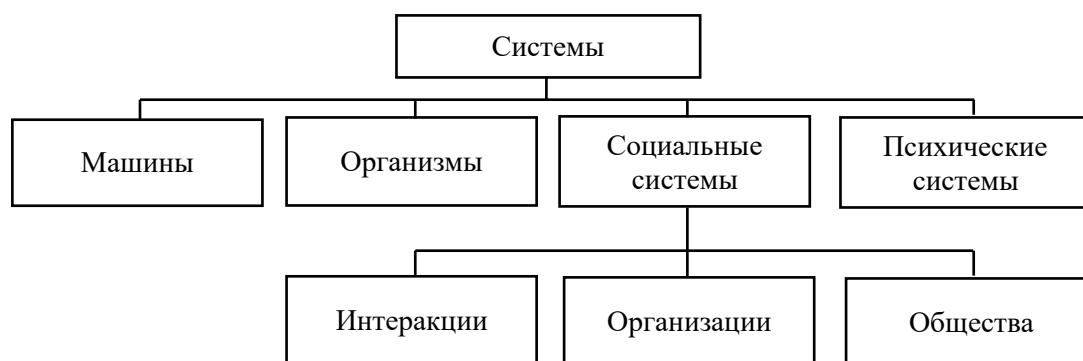 Системы
Машины
Организмы
Социальные
системы
Психические
системы
Интеракции
Организации
Общества